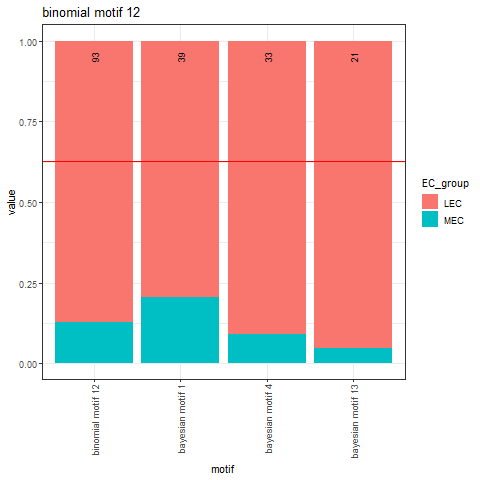 binomial motif 12
1.00
0.75
0.50
0.25
0.00
value
93
39
33
21
binomial motif 12
bayesian motif 1
bayesian motif 4
bayesian motif 13
motif
EC_group
LEC
MEC